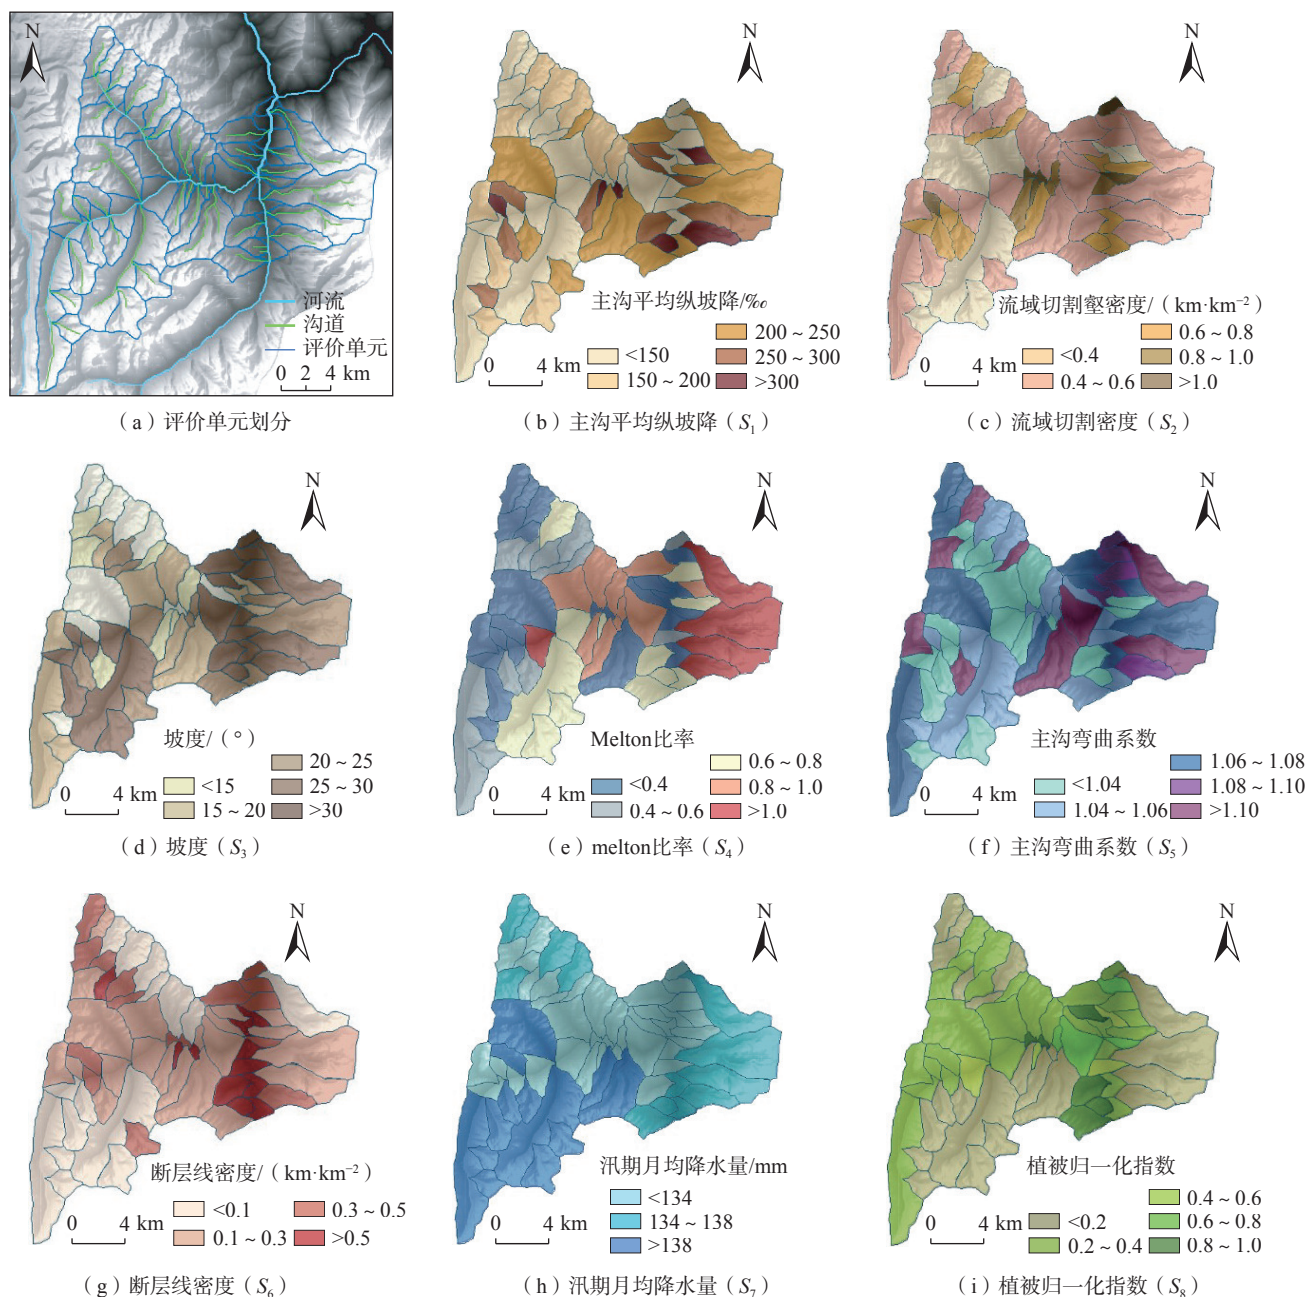 N
河流
沟道
评价单元
0 2 4 km
（a）评价单元划分
N
主沟平均纵坡降/‰
0 4 km
<150
150～200
200～250
250～300
>300
（b）主沟平均纵坡降（S₁）
N
流域切割壑密度/（km·km⁻²）
0 4 km
<0.4
0.4～0.6
0.6～0.8
0.8～1.0
>1.0
（c）流域切割密度（S₂）
N
坡度/（°）
0 4 km
<15
15～20
20～25
25～30
>30
（d）坡度（S₃）
N
Melton比率
0 4 km
<0.4
0.4～0.6
0.6～0.8
0.8～1.0
>1.0
（e）melton比率（S₄）
N
主沟弯曲系数
0 4 km
<1.04
1.04～1.06
1.06～1.08
1.08～1.10
>1.10
（f）主沟弯曲系数（S₅）
N
断层线密度/（km·km⁻²）
0 4 km
<0.1
0.1～0.3
0.3～0.5
>0.5
（g）断层线密度（S₆）
N
汛期月均降水量/mm
0 4 km
<134
134～138
>138
（h）汛期月均降水量（S₇）
N
植被归一化指数
0 4 km
<0.2
0.2～0.4
0.4～0.6
0.6～0.8
0.8～1.0
（i）植被归一化指数（S₈）